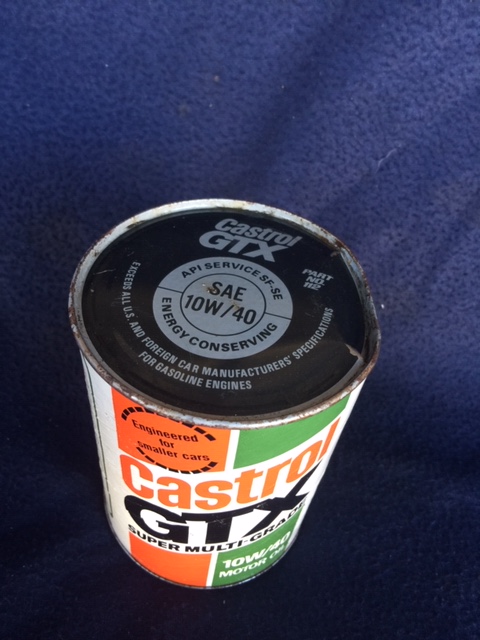 Castrol
GTX
PART
NO.
112
API SERVICE SF-SE
SAE
10W/40
ENERGY CONSERVING
EXCEEDS ALL U.S. AND FOREIGN CAR MANUFACTURERS' SPECIFICATIONS
FOR GASOLINE ENGINES
Engineered
for
smaller cars
Castrol
GTX
SUPER MULTI-GRADE
10W/40
MOTOR OIL